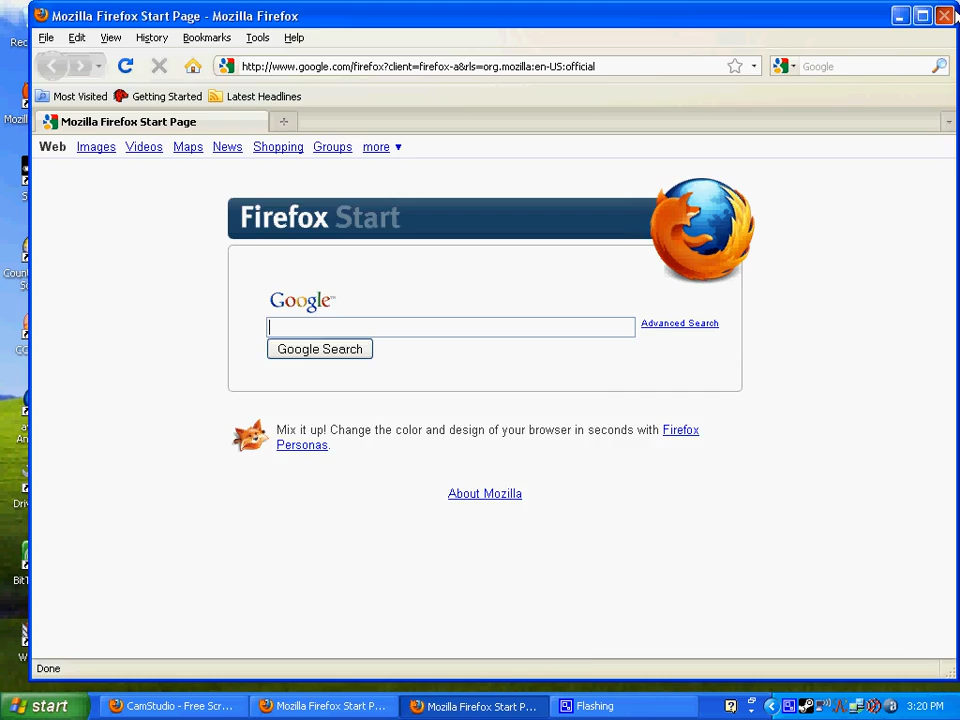 Mozilla Firefox Start Page - Mozilla Firefox
File Edit View History Bookmarks Tools Help
http://www.google.com/firefox?client=firefox-a&rls=org.mozilla:en-US:official
Google
Most Visited Getting Started Latest Headlines
Mozilla Firefox Start Page
Web Images Videos Maps News Shopping Groups more ▼
Firefox Start
Google™
Advanced Search
Google Search
Mix it up! Change the color and design of your browser in seconds with Firefox
Personas.
About Mozilla
Done
start CamStudio - Free Scr... Mozilla Firefox Start P... Mozilla Firefox Start P... Flashing 3:20 PM